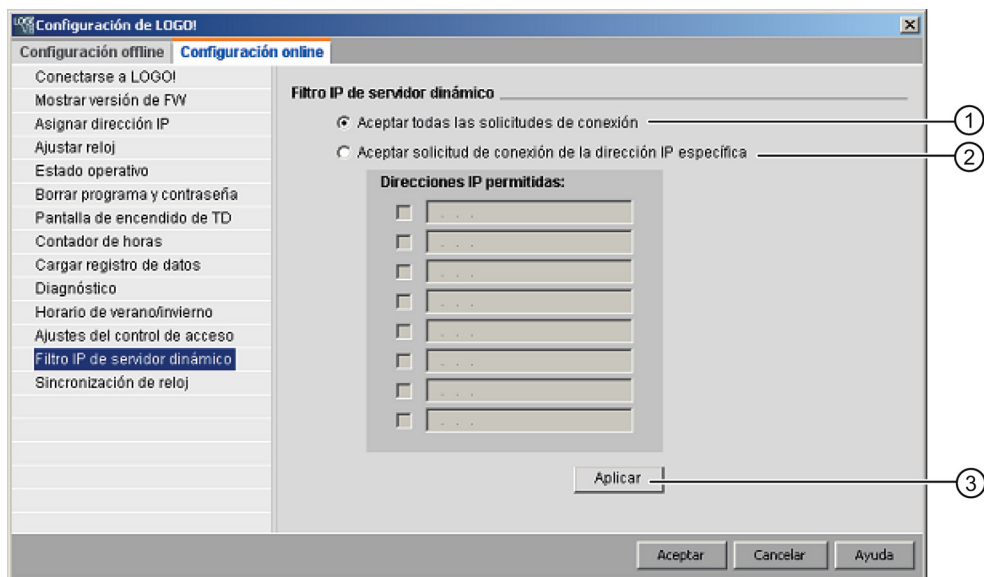 Configuración de LOGO!
Configuración offline
Configuración online
Conectarse a LOGO!
Mostrar versión de FW
Asignar dirección IP
Ajustar reloj
Estado operativo
Borrar programa y contraseña
Pantalla de encendido de TD
Contador de horas
Cargar registro de datos
Diagnóstico
Horario de verano/invierno
Ajustes del control de acceso
Filtro IP de servidor dinámico
Sincronización de reloj
Filtro IP de servidor dinámico
Aceptar todas las solicitudes de conexión
①
Aceptar solicitud de conexión de la dirección IP específica
②
Direcciones IP permitidas:
. . .
. . .
. . .
. . .
. . .
. . .
. . .
. . .
Aplicar
③
Aceptar
Cancelar
Ayuda